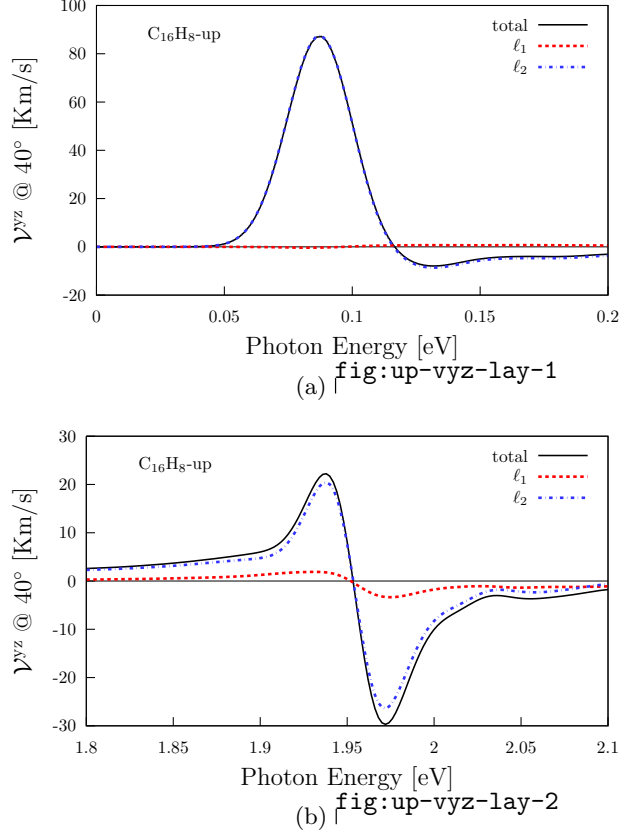 C₁₆H₈-up
total
ℓ₁
ℓ₂
100
80
60
40
20
0
-20
𝒱ʸᶻ @ 40° [Km/s]
0
0.05
0.1
0.15
0.2
Photon Energy [eV]
(a) fig:up-vyz-lay-1
C₁₆H₈-up
total
ℓ₁
ℓ₂
30
20
10
0
-10
-20
-30
𝒱ʸᶻ @ 40° [Km/s]
1.8
1.85
1.9
1.95
2
2.05
2.1
Photon Energy [eV]
(b) fig:up-vyz-lay-2